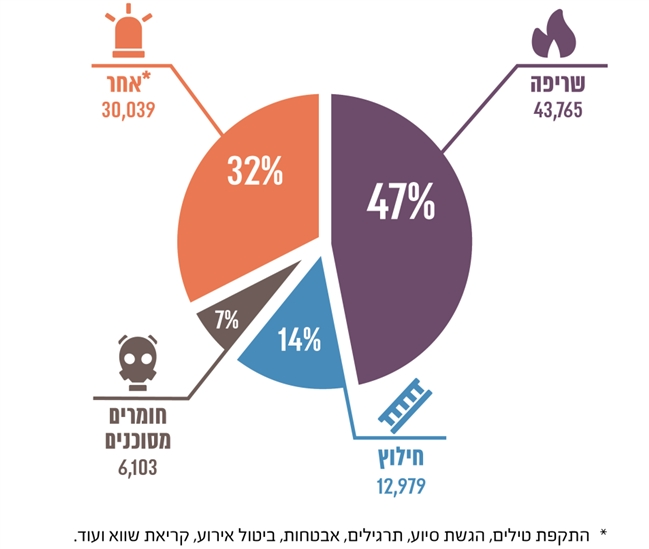 שריפה
43,765
*אחר
30,039
47%
32%
14%
7%
חומרים
מסוכנים
6,103
חילוץ
12,979
* התקפת טילים, הגשת סיוע, תרגילים, אבטחות, ביטול אירוע, קריאת שווא ועוד.